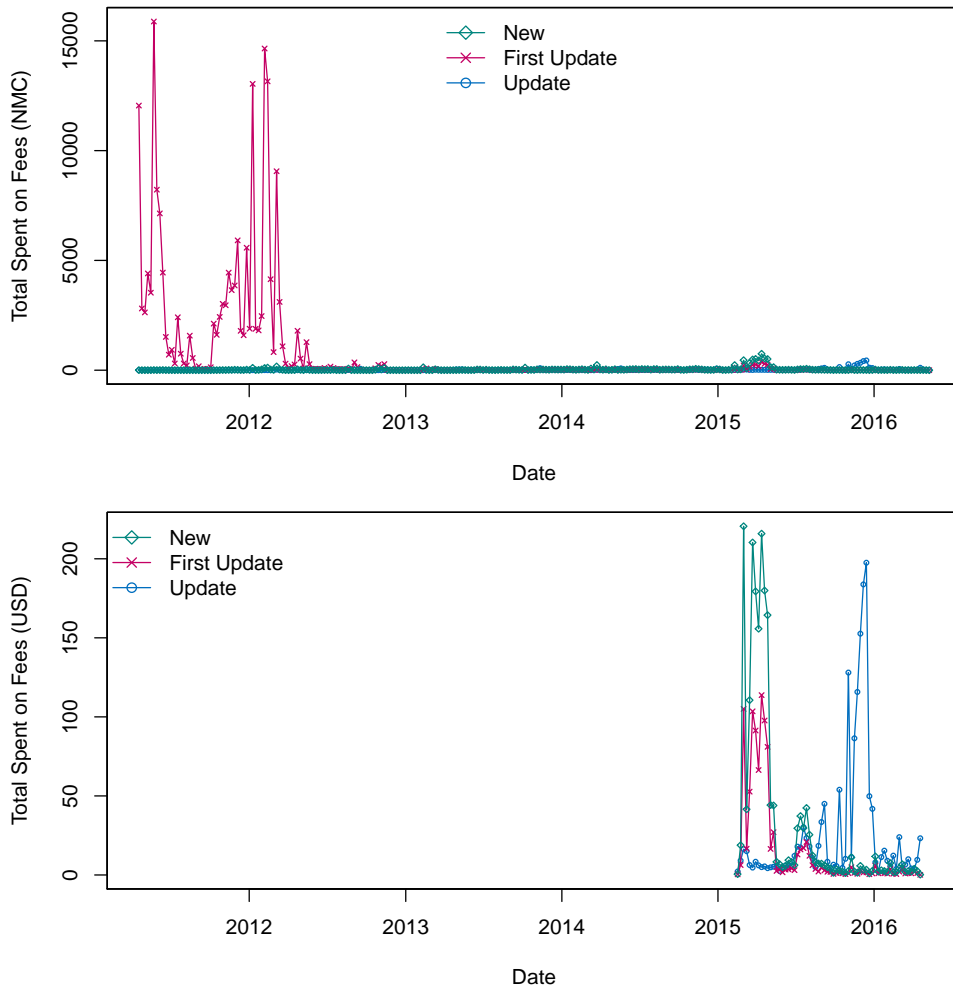 Total Spent on Fees (NMC)
15000
10000
5000
0
New
First Update
Update
2012
2013
2014
2015
2016
Date
Total Spent on Fees (USD)
200
150
100
50
0
New
First Update
Update
2012
2013
2014
2015
2016
Date